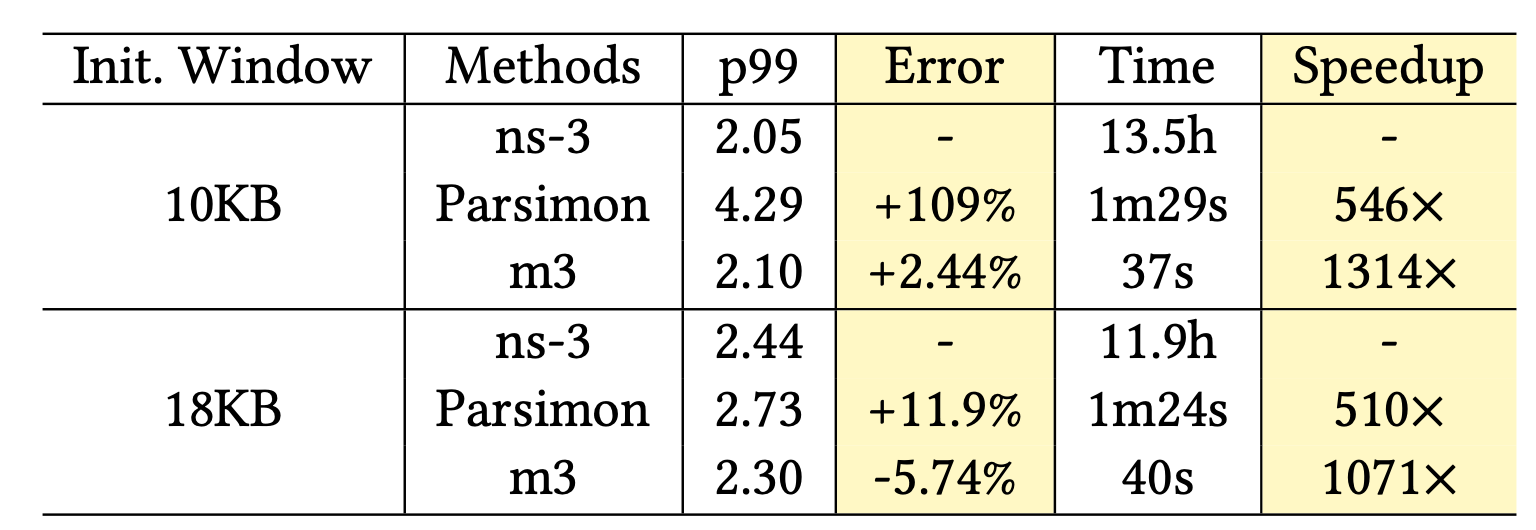 Init. Window Methods p99 Error Time Speedup
ns-3 2.05 - 13.5h -
10KB Parsimon 4.29 +109% 1m29s 546×
m3 2.10 +2.44% 37s 1314×
ns-3 2.44 - 11.9h -
18KB Parsimon 2.73 +11.9% 1m24s 510×
m3 2.30 -5.74% 40s 1071×